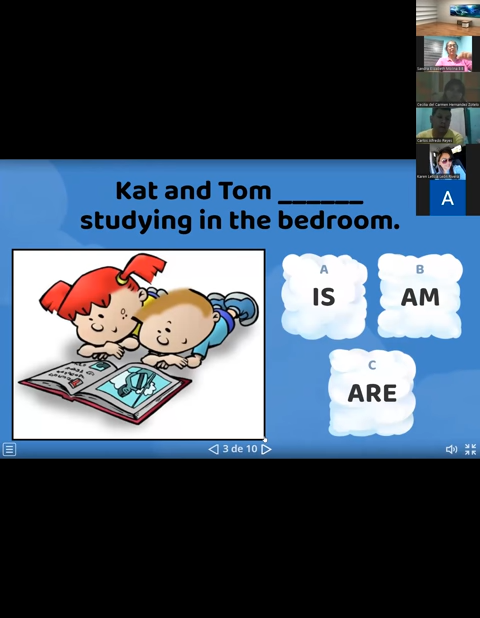 Kat and Tom ______
studying in the bedroom.
A
IS
B
AM
C
ARE
3 de 10
A